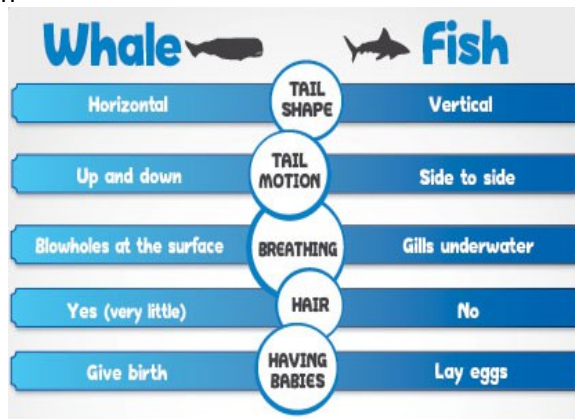 Whale Fish
Horizontal TAIL SHAPE Vertical
Up and down TAIL MOTION Side to side
Blowholes at the surface BREATHING Gills underwater
Yes (very little) HAIR No
Give birth HAVING BABIES Lay eggs